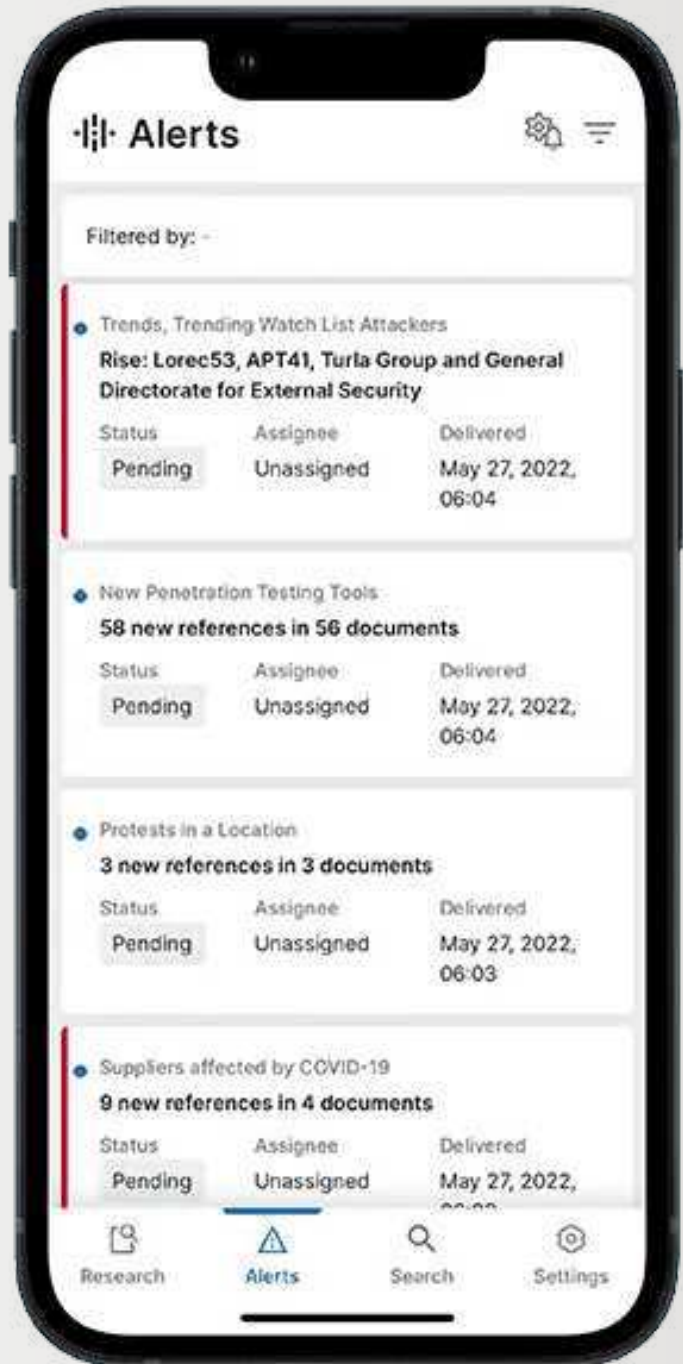 Alerts
Filtered by: -
Trends, Trending Watch List Attackers
Rise: Lorec53, APT41, Turla Group and General
Directorate for External Security
Status Assignee Delivered
Pending Unassigned May 27, 2022,
06:04
New Penetration Testing Tools
58 new references in 56 documents
Status Assignee Delivered
Pending Unassigned May 27, 2022,
06:04
Protests in a Location
3 new references in 3 documents
Status Assignee Delivered
Pending Unassigned May 27, 2022,
06:03
Suppliers affected by COVID-19
9 new references in 4 documents
Status Assignee Delivered
Pending Unassigned May 27, 2022,
Research Alerts Search Settings